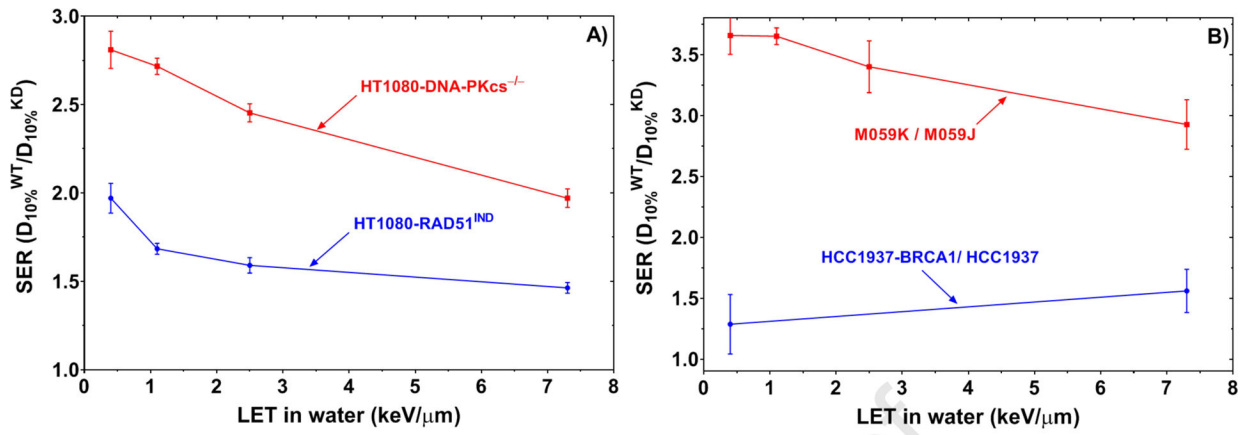 A)
SER (D10%WT/D10%KD)
3.0
2.5
2.0
1.5
1.0
HT1080-DNA-PKcs−/−
HT1080-RAD51IND
0 1 2 3 4 5 6 7 8
LET in water (keV/μm)
B)
SER (D10%WT/D10%KD)
3.5
3.0
2.5
2.0
1.5
1.0
M059K / M059J
HCC1937-BRCA1/ HCC1937
0 1 2 3 4 5 6 7 8
LET in water (keV/μm)